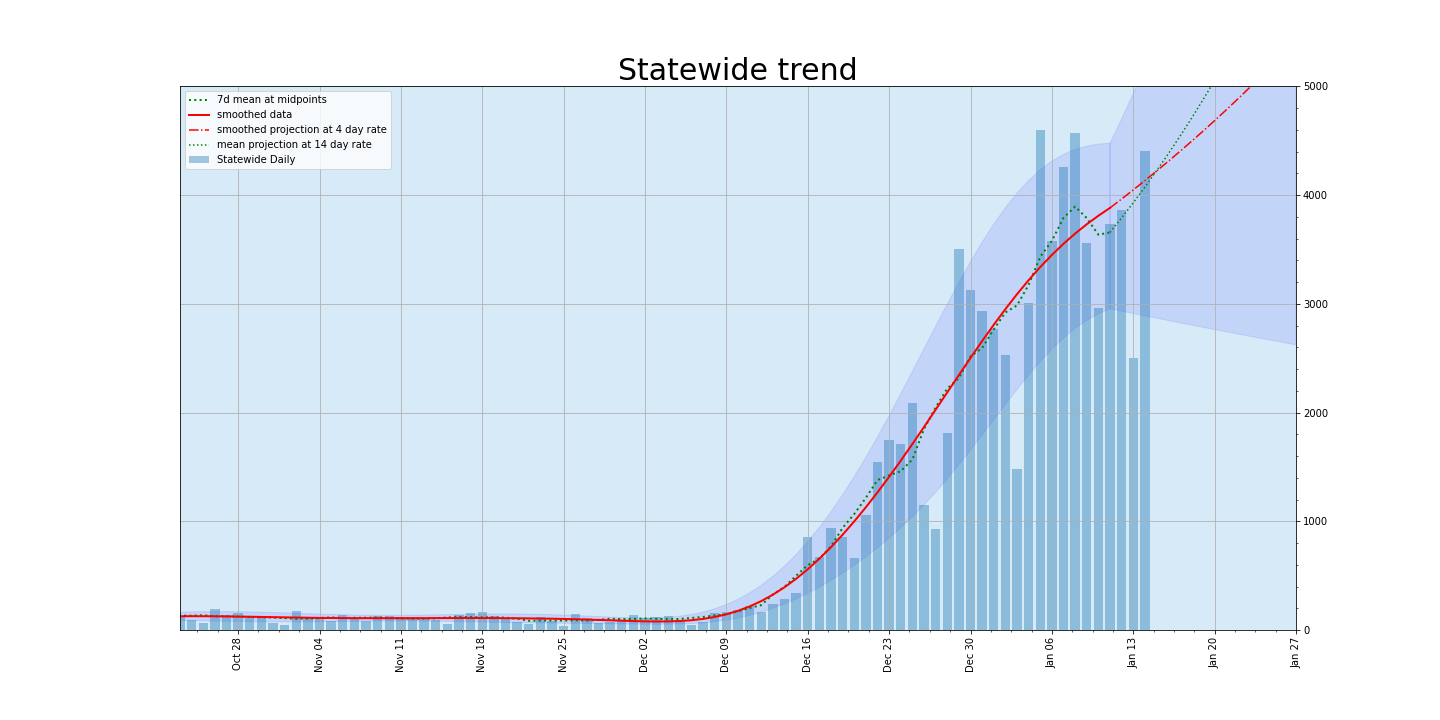 Statewide trend
7d mean at midpoints
smoothed data
smoothed projection at 4 day rate
mean projection at 14 day rate
Statewide Daily
5000
4000
3000
2000
1000
0
Oct 28
Nov 04
Nov 11
Nov 18
Nov 25
Dec 02
Dec 09
Dec 16
Dec 23
Dec 30
Jan 06
Jan 13
Jan 20
Jan 27